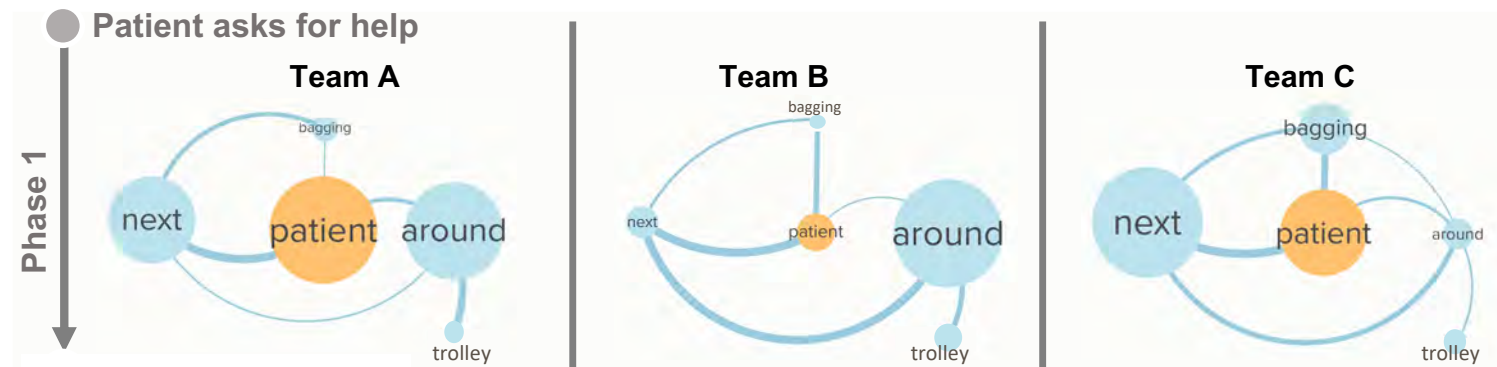 Patient asks for help
Phase 1
Team A
bagging
next
patient
around
trolley
Team B
bagging
next
patient
around
trolley
Team C
bagging
next
patient
around
trolley